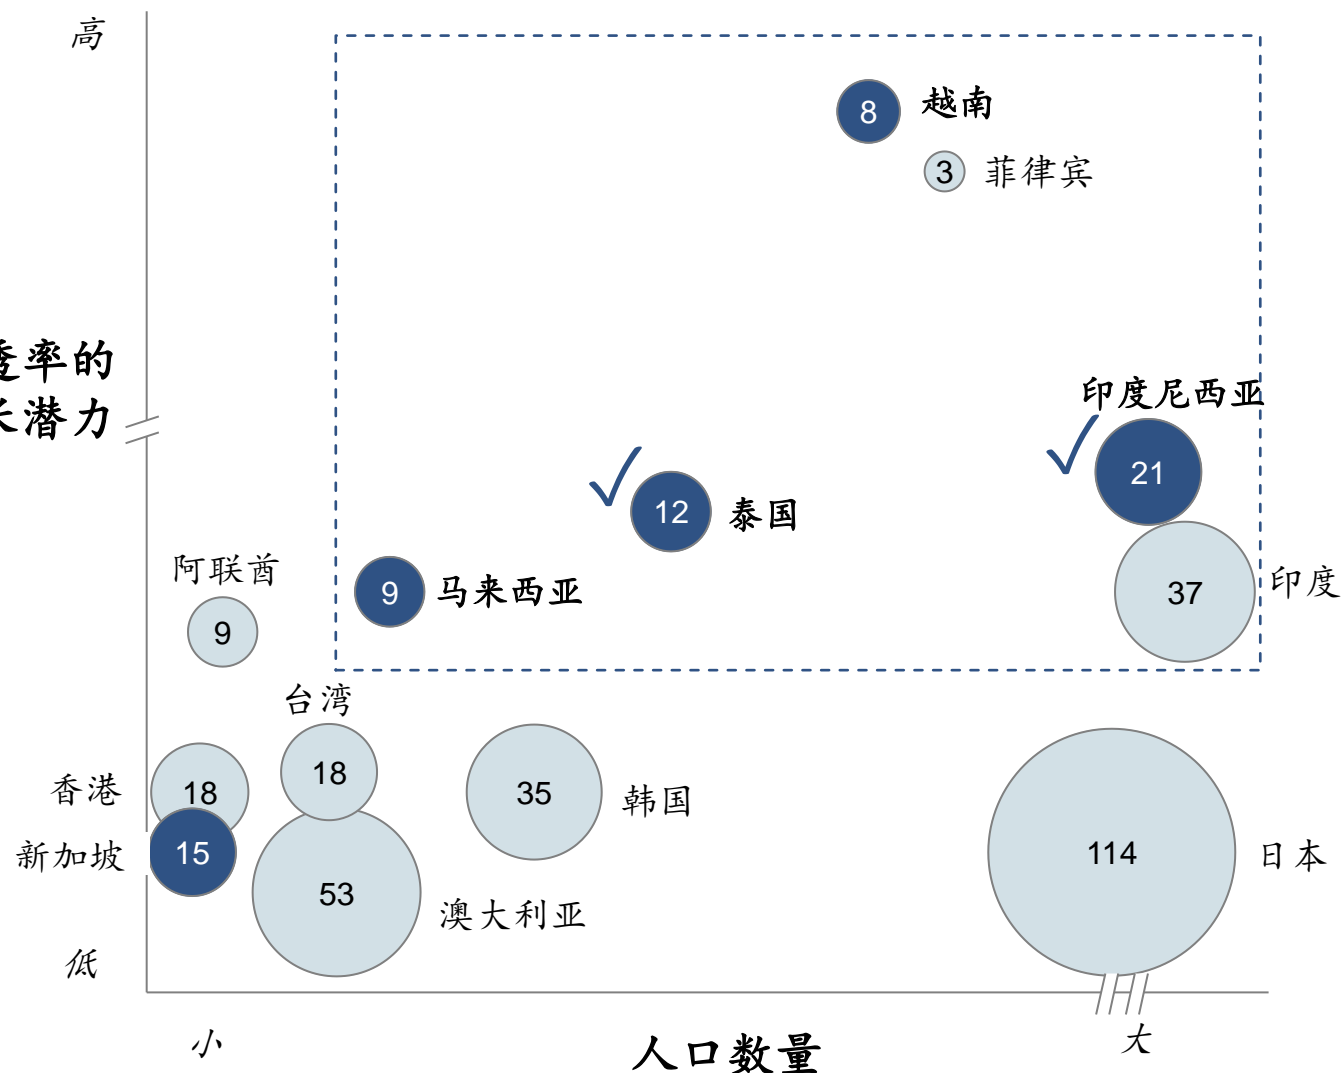 高
8 越南
3 菲律宾
率的
潜力
印度尼西亚
21
12 泰国
阿联酋
9
9 马来西亚
37 印度
台湾
18
香港 18
35 韩国
新加坡 15
114 日本
53 澳大利亚
低
小 人口数量 大